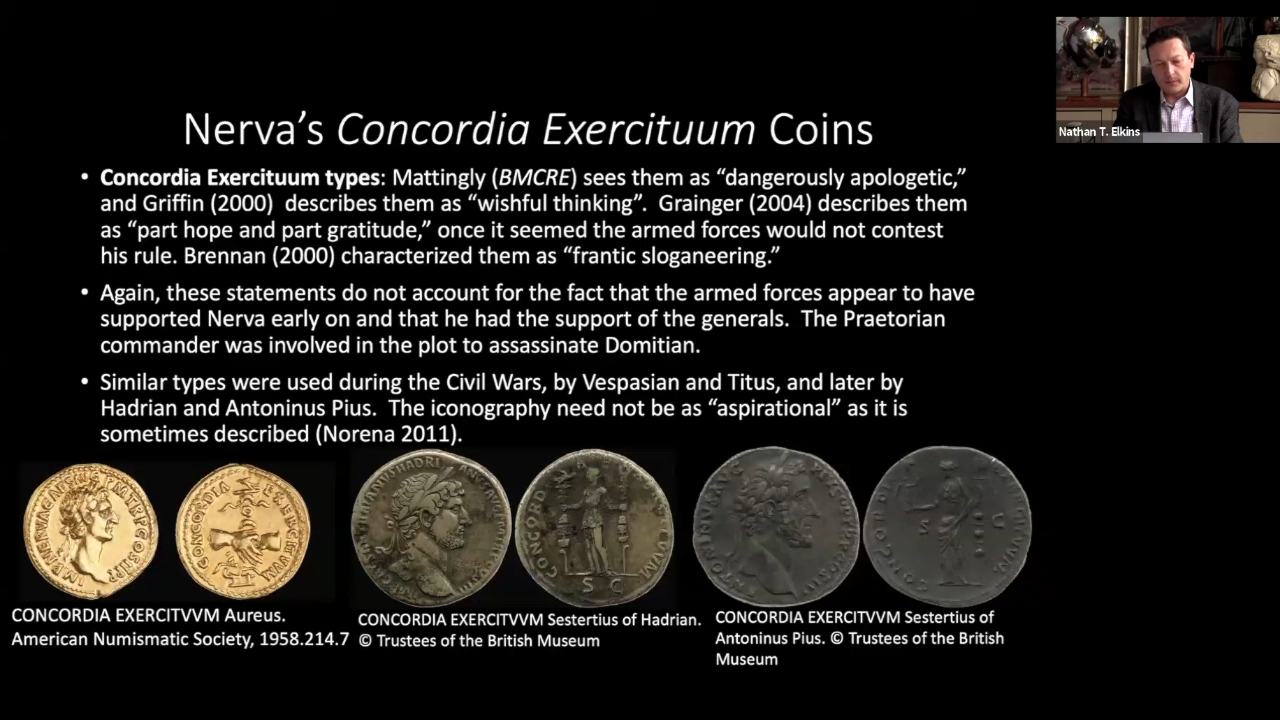 Nerva's Concordia Exercituum Coins
Nathan T. Elkins
• Concordia Exercituum types: Mattingly (BMCRE) sees them as "dangerously apologetic,"
and Griffin (2000) describes them as "wishful thinking". Grainger (2004) describes them
as "part hope and part gratitude," once it seemed the armed forces would not contest
his rule. Brennan (2000) characterized them as "frantic sloganeering."
• Again, these statements do not account for the fact that the armed forces appear to have
supported Nerva early on and that he had the support of the generals. The Praetorian
commander was involved in the plot to assassinate Domitian.
• Similar types were used during the Civil Wars, by Vespasian and Titus, and later by
Hadrian and Antoninus Pius. The iconography need not be as "aspirational" as it is
sometimes described (Norena 2011).
CONCORDIA
S C
S
CONCORDIA EXERCITVVM Aureus.
American Numismatic Society, 1958.214.7
CONCORDIA EXERCITVVM Sestertius of Hadrian.
© Trustees of the British Museum
CONCORDIA EXERCITVVM Sestertius of
Antoninus Pius. © Trustees of the British
Museum